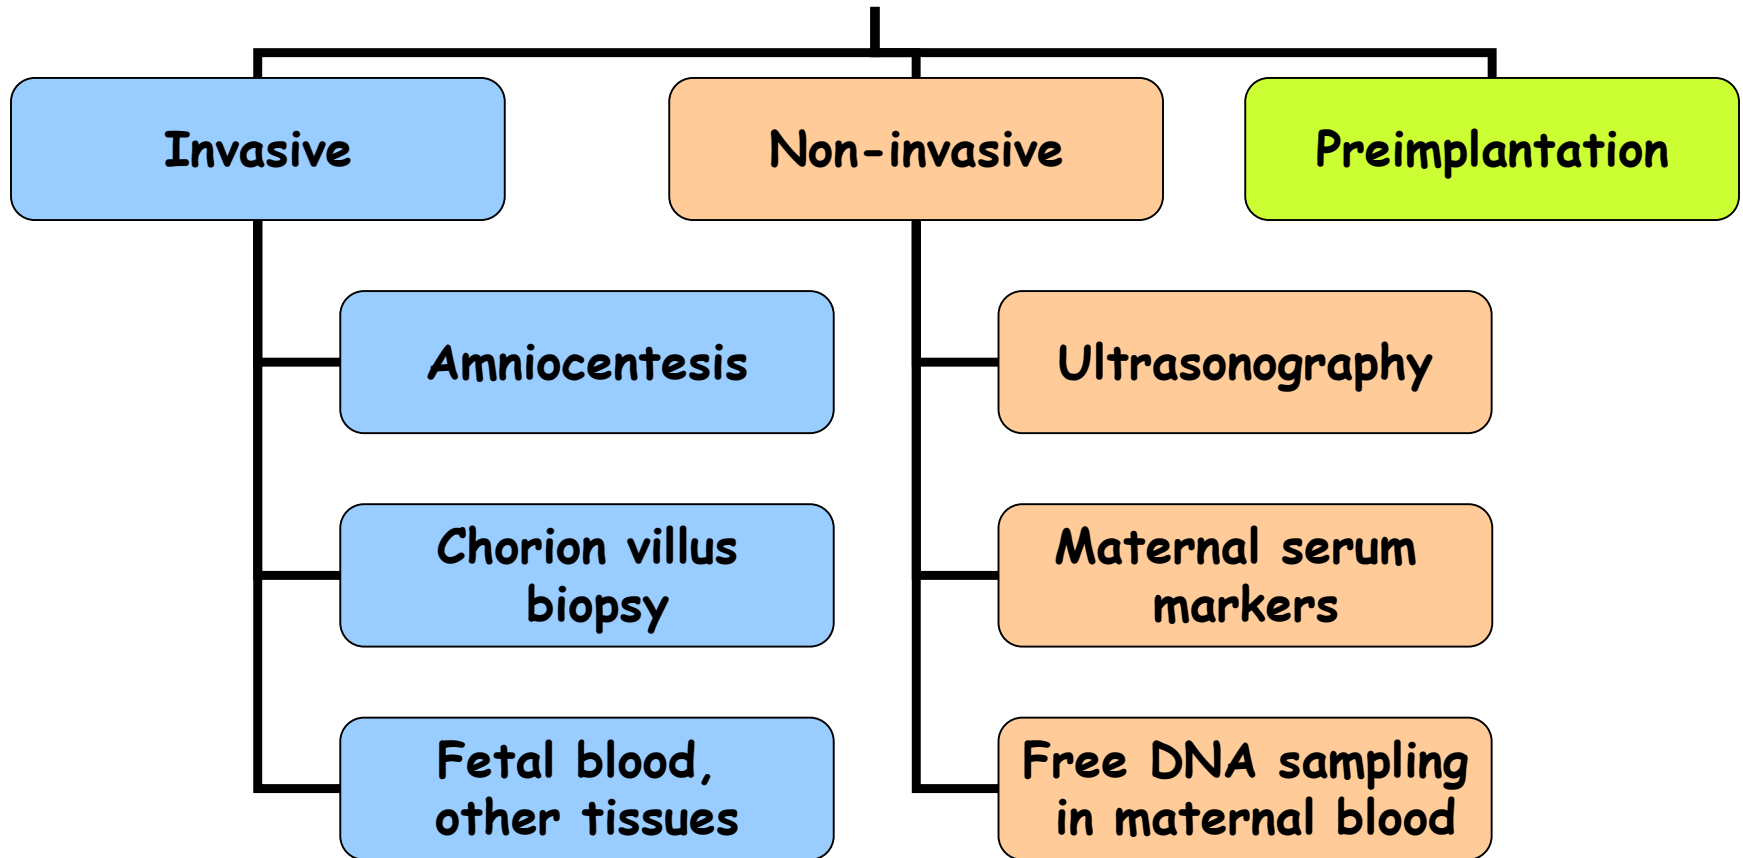 Invasive
Non-invasive
Preimplantation
Amniocentesis
Ultrasonography
Chorion villus
biopsy
Maternal serum
markers
Fetal blood,
other tissues
Free DNA sampling
in maternal blood